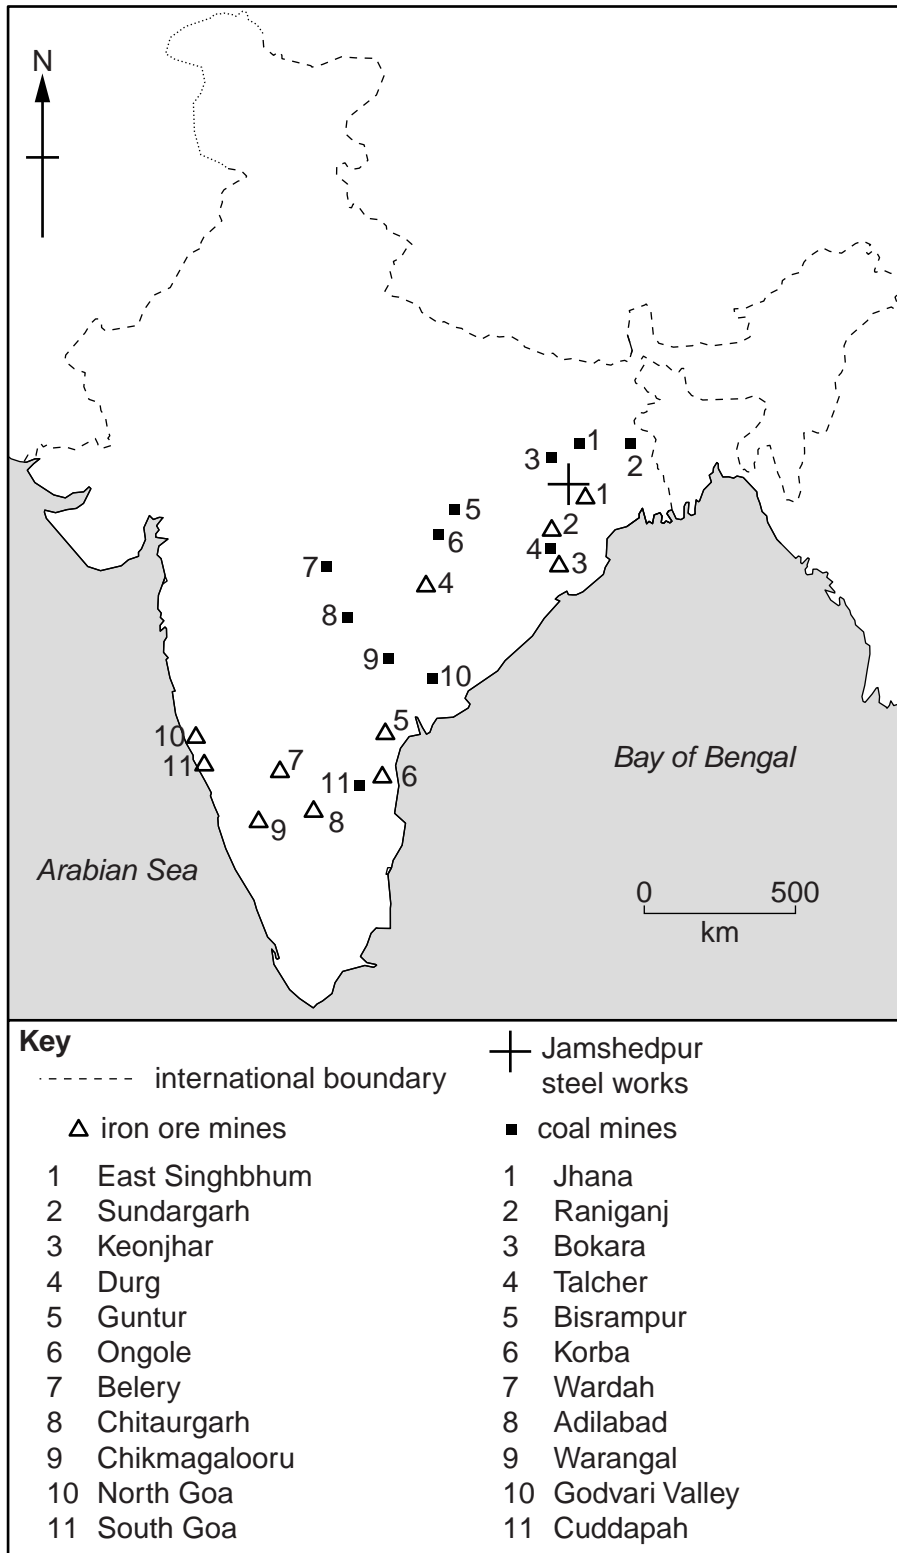 N
1
2
3
1
5
6
2
4
3
7
4
8
9
10
5
10
7
11
11
6
8
9
Bay of Bengal
Arabian Sea
0 500
km
Key
international boundary
Jamshedpur
steel works
iron ore mines
coal mines
1 East Singhbhum
2 Sundargarh
3 Keonjhar
4 Durg
5 Guntur
6 Ongole
7 Belery
8 Chitaurgarh
9 Chikmagalooru
10 North Goa
11 South Goa
1 Jhana
2 Raniganj
3 Bokara
4 Talcher
5 Bisrampur
6 Korba
7 Wardah
8 Adilabad
9 Warangal
10 Godvari Valley
11 Cuddapah